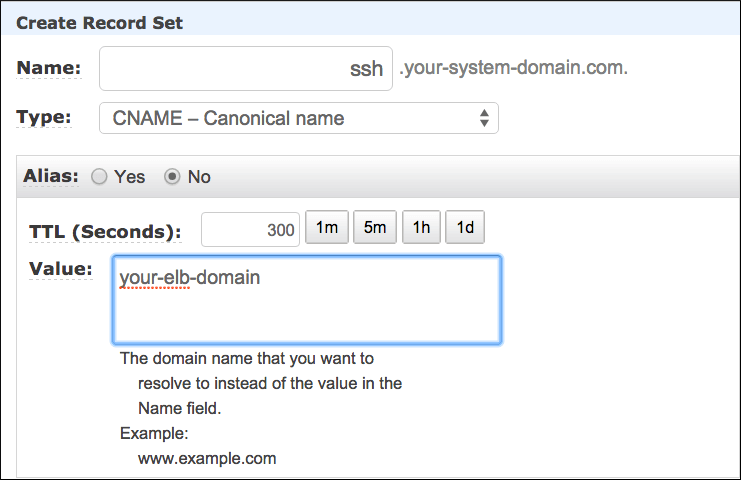 Create Record Set
Name: ssh .your-system-domain.com.
Type: CNAME – Canonical name
Alias: Yes No
TTL (Seconds): 300 1m 5m 1h 1d
Value: your-elb-domain
The domain name that you want to
resolve to instead of the value in the
Name field.
Example:
www.example.com